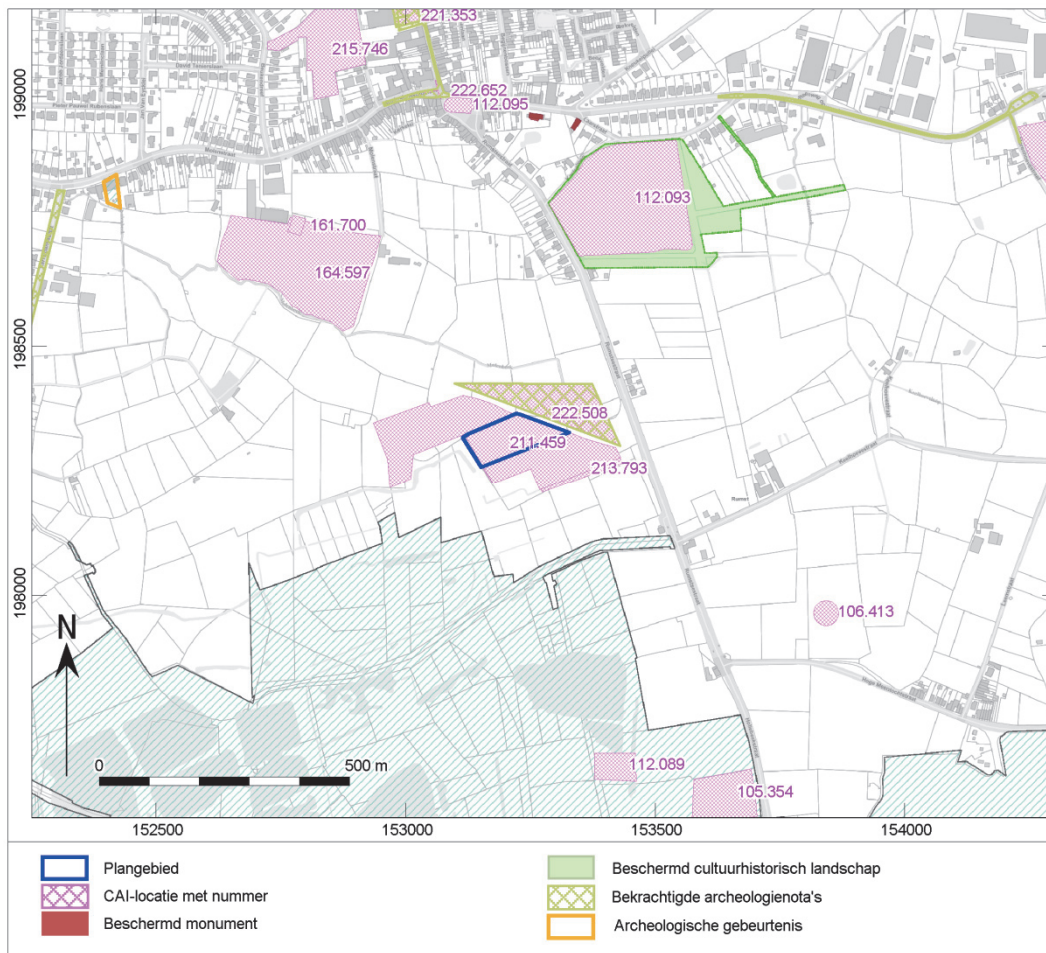 221.353
215.746
199000
222.652
112.095
112.093
161.700
164.597
198500
222.508
211.459
213.793
Ramen
198000
106.413
N
0 500 m
112.089
105.354
152500 153000 153500 154000
Plangebied
CAI-locatie met nummer
Beschermd monument
Beschermd cultuurhistorisch landschap
Bekrachtigde archeologienota's
Archeologische gebeurtenis